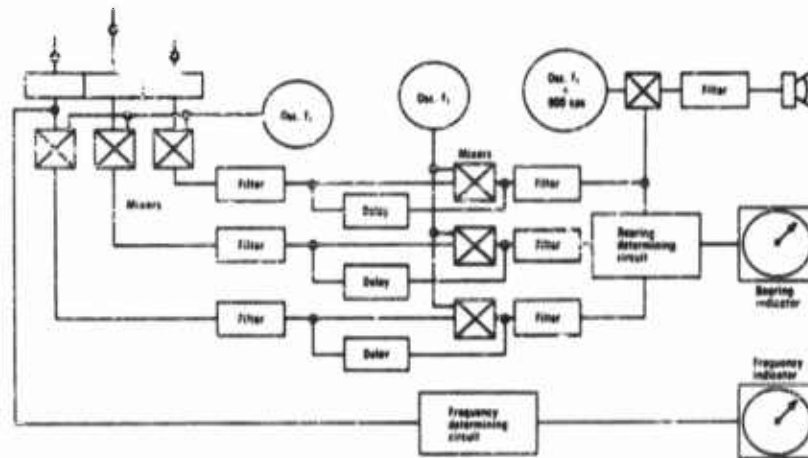 Osc. f₁
Osc. f₁
Osc. f₁
+
800 cps
Filter
Mixers
Mixers
Filter
Filter
Delay
Filter
Filter
Delay
Bearing
determining
circuit
Bearing
indicator
Filter
Filter
Delay
Frequency
indicator
Frequency
determining
circuit